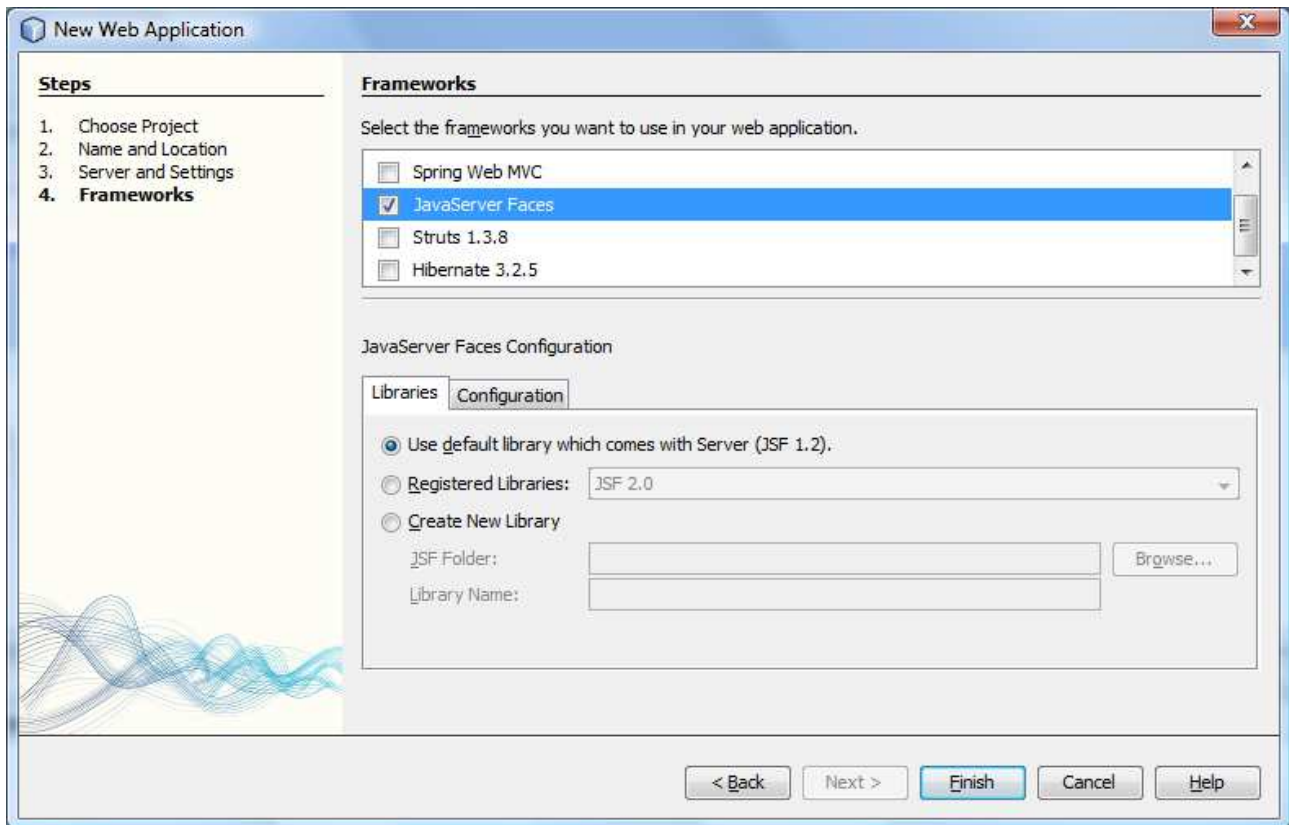 New Web Application
Steps
1. Choose Project
2. Name and Location
3. Server and Settings
4. Frameworks
Frameworks
Select the frameworks you want to use in your web application.
Spring Web MVC
JavaServer Faces
Struts 1.3.8
Hibernate 3.2.5
JavaServer Faces Configuration
Libraries Configuration
Use default library which comes with Server (JSF 1.2).
Registered Libraries: JSF 2.0
Create New Library
JSF Folder: Browse...
Library Name:
< Back Next > Finish Cancel Help